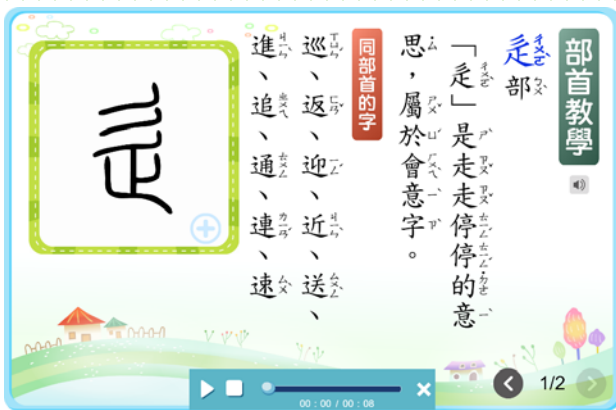 部首教學
辵部
「辵」是走走停停的意
思，屬於會意字。
同部首的字
巡、返、迎、近、送、
進、追、通、連、速
1/2
00:00 / 00:08